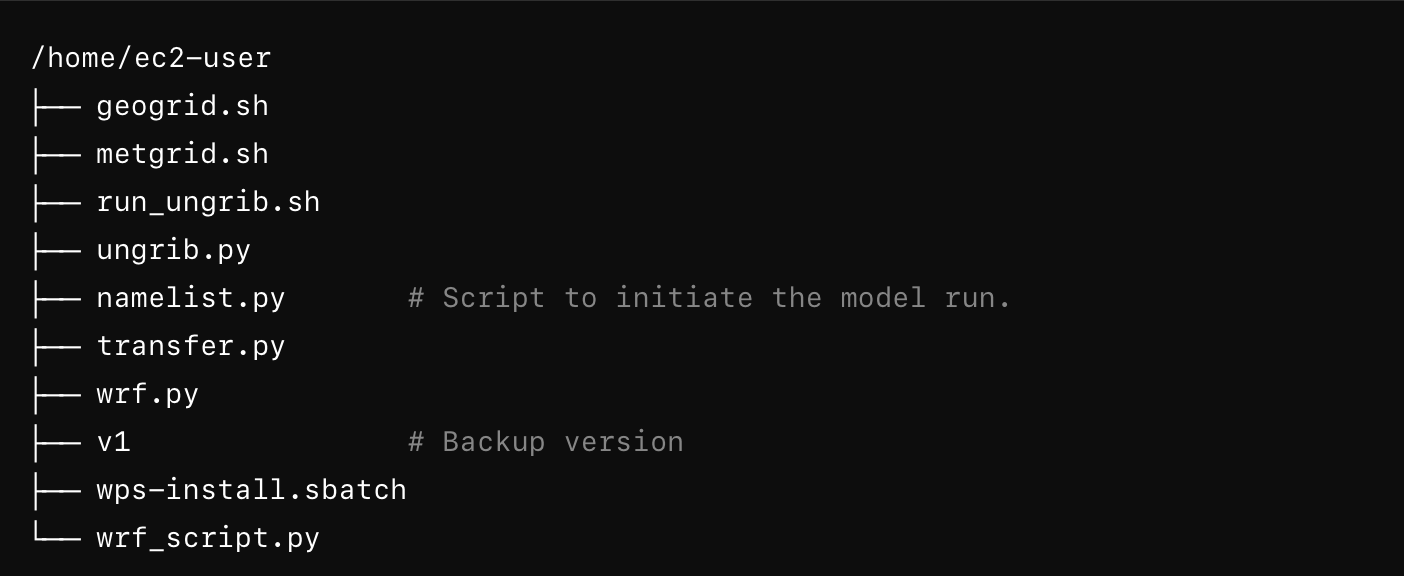 /home/ec2-user
├── geogrid.sh
├── metgrid.sh
├── run_ungrib.sh
├── ungrib.py
├── namelist.py       # Script to initiate the model run.
├── transfer.py
├── wrf.py
├── v1                # Backup version
├── wps-install.sbatch
└── wrf_script.py